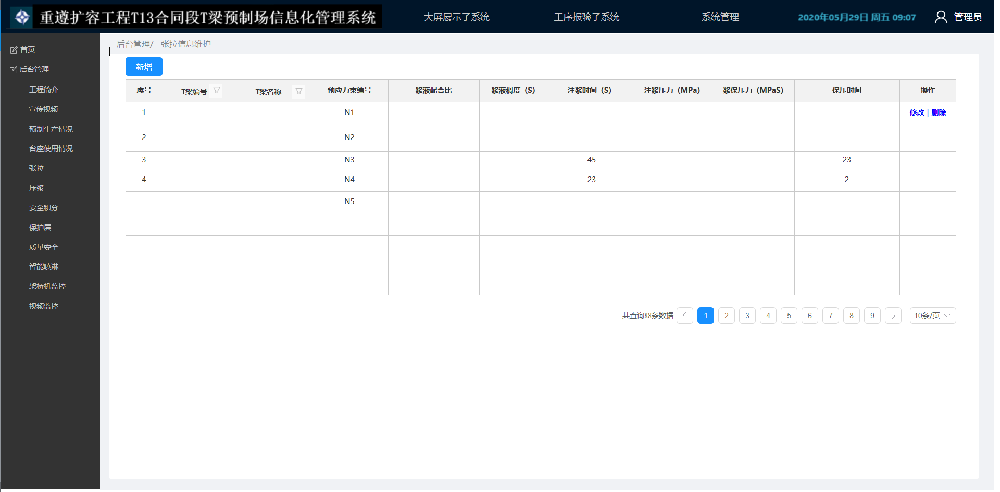 重遵扩容工程T13合同段T梁预制场信息化管理系统
大屏展示子系统
工序报验子系统
系统管理
2020年05月29日 周五 09:07
管理员
首页
后台管理
工程简介
宣传视频
预制生产情况
台座使用情况
张拉
压浆
安全积分
保护层
质量安全
智能喷淋
架桥机监控
视频监控
后台管理/ 张拉信息维护
新增
序号 T梁编号 T梁名称 预应力束编号 浆液配合比 浆液稠度（S） 注浆时间（S） 注浆压力（MPa） 浆保压力（MPaS） 保压时间 操作
1 N1 修改 | 删除
2 N2
3 N3 45 23
4 N4 23 2
N5
共查询88条数据 1 2 3 4 5 6 7 8 9 10条/页